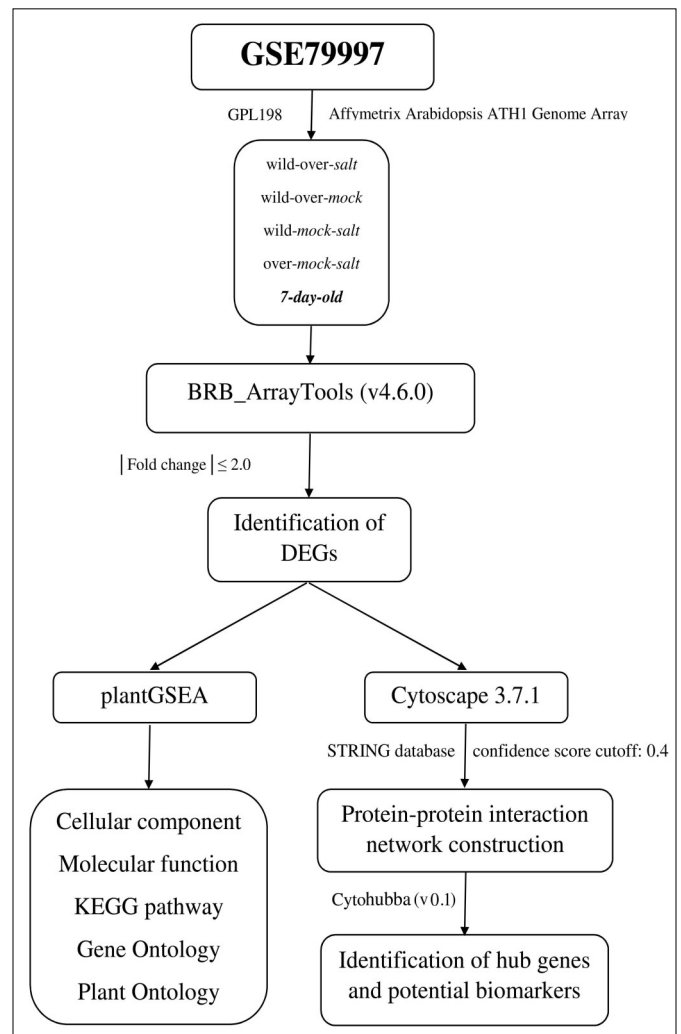 GSE79997
GPL198
Affymetrix Arabidopsis ATH1 Genome Array
wild-over-salt
wild-over-mock
wild-mock-salt
over-mock-salt
7-day-old
BRB_ArrayTools (v4.6.0)
|Fold change| ≤ 2.0
Identification of
DEGs
plantGSEA
Cytoscape 3.7.1
STRING database
confidence score cutoff: 0.4
Cellular component
Molecular function
KEGG pathway
Gene Ontology
Plant Ontology
Protein-protein interaction
network construction
Cytohubba (v0.1)
Identification of hub genes
and potential biomarkers